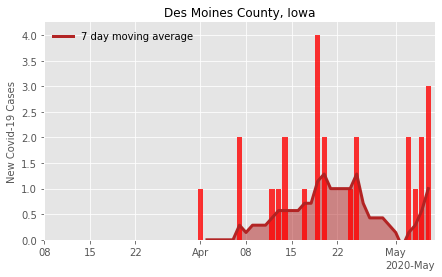 Des Moines County, Iowa
7 day moving average
New Covid-19 Cases
4.0
3.5
3.0
2.5
2.0
1.5
1.0
0.5
0.0
08 15 22 Apr 08 15 22 May
2020-May